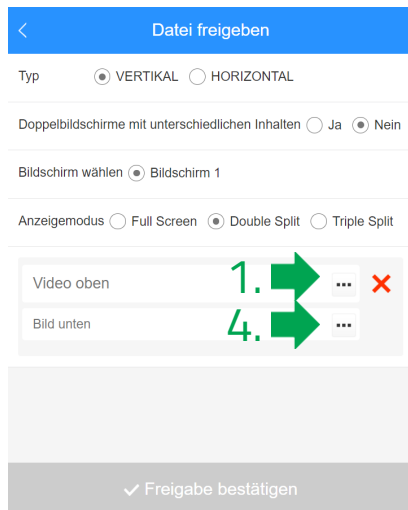 Datei freigeben
Typ VERTIKAL HORIZONTAL
Doppelbildschirme mit unterschiedlichen Inhalten Ja Nein
Bildschirm wählen Bildschirm 1
Anzeigemodus Full Screen Double Split Triple Split
Video oben 1. ...
Bild unten 4. ...
Freigabe bestätigen